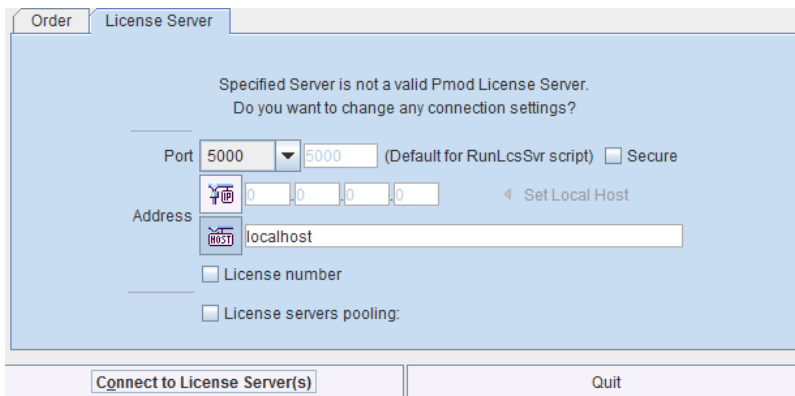 Order
License Server
Specified Server is not a valid Pmod License Server.
Do you want to change any connection settings?
Port 5000 5000 (Default for RunLcsSvr script) Secure
IP 0 .0 .0 .0 Set Local Host
Address
HOST localhost
License number
License servers pooling:
Connect to License Server(s) Quit